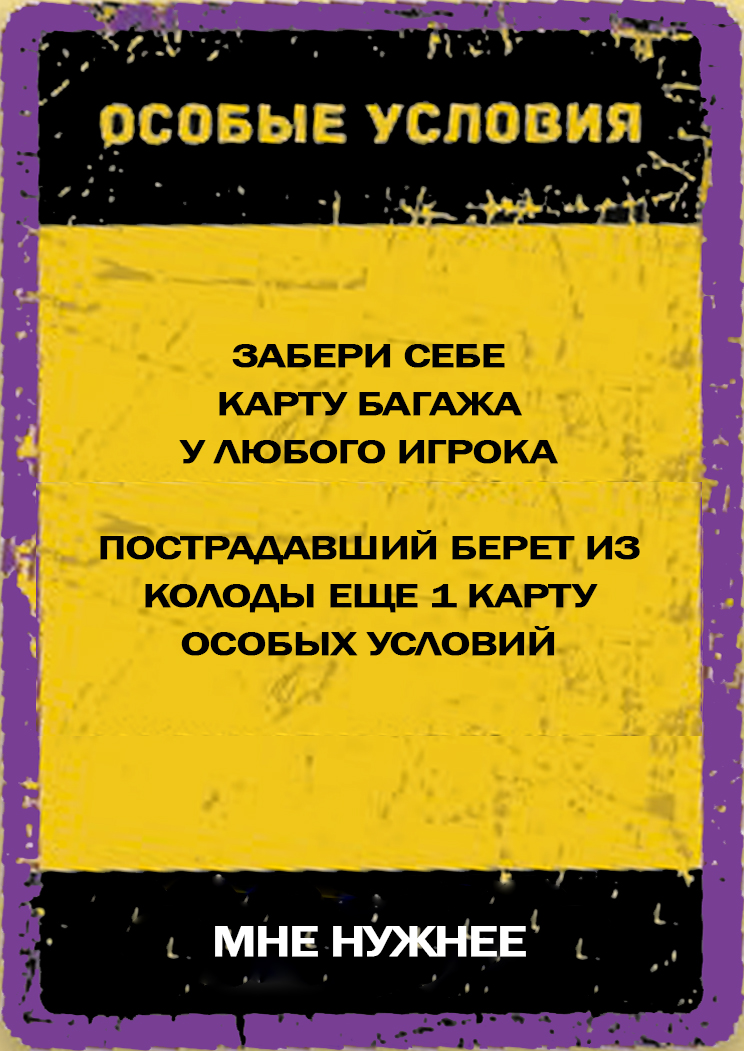 ОСОБЫЕ УСЛОВИЯ
ЗАБЕРИ СЕБЕ
КАРТУ БАГАЖА
У ЛЮБОГО ИГРОКА
ПОСТРАДАВШИЙ БЕРЕТ ИЗ
КОЛОДЫ ЕЩЕ 1 КАРТУ
ОСОБЫХ УСЛОВИЙ
МНЕ НУЖНЕЕ